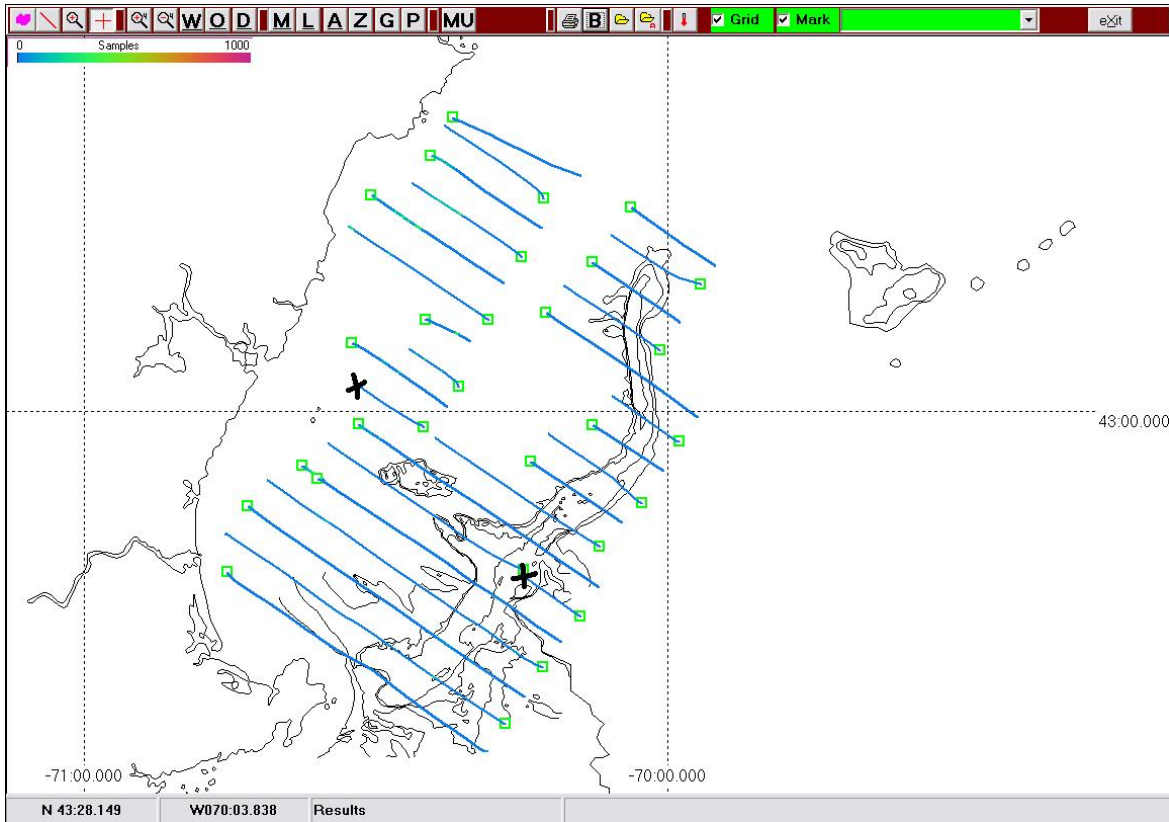 W O D M L A Z G P MU B A Grid Mark eXit
0 Samples 1000
43:00.000
-71:00.000 -70:00.000
N 43:28.149 W070:03.838 Results